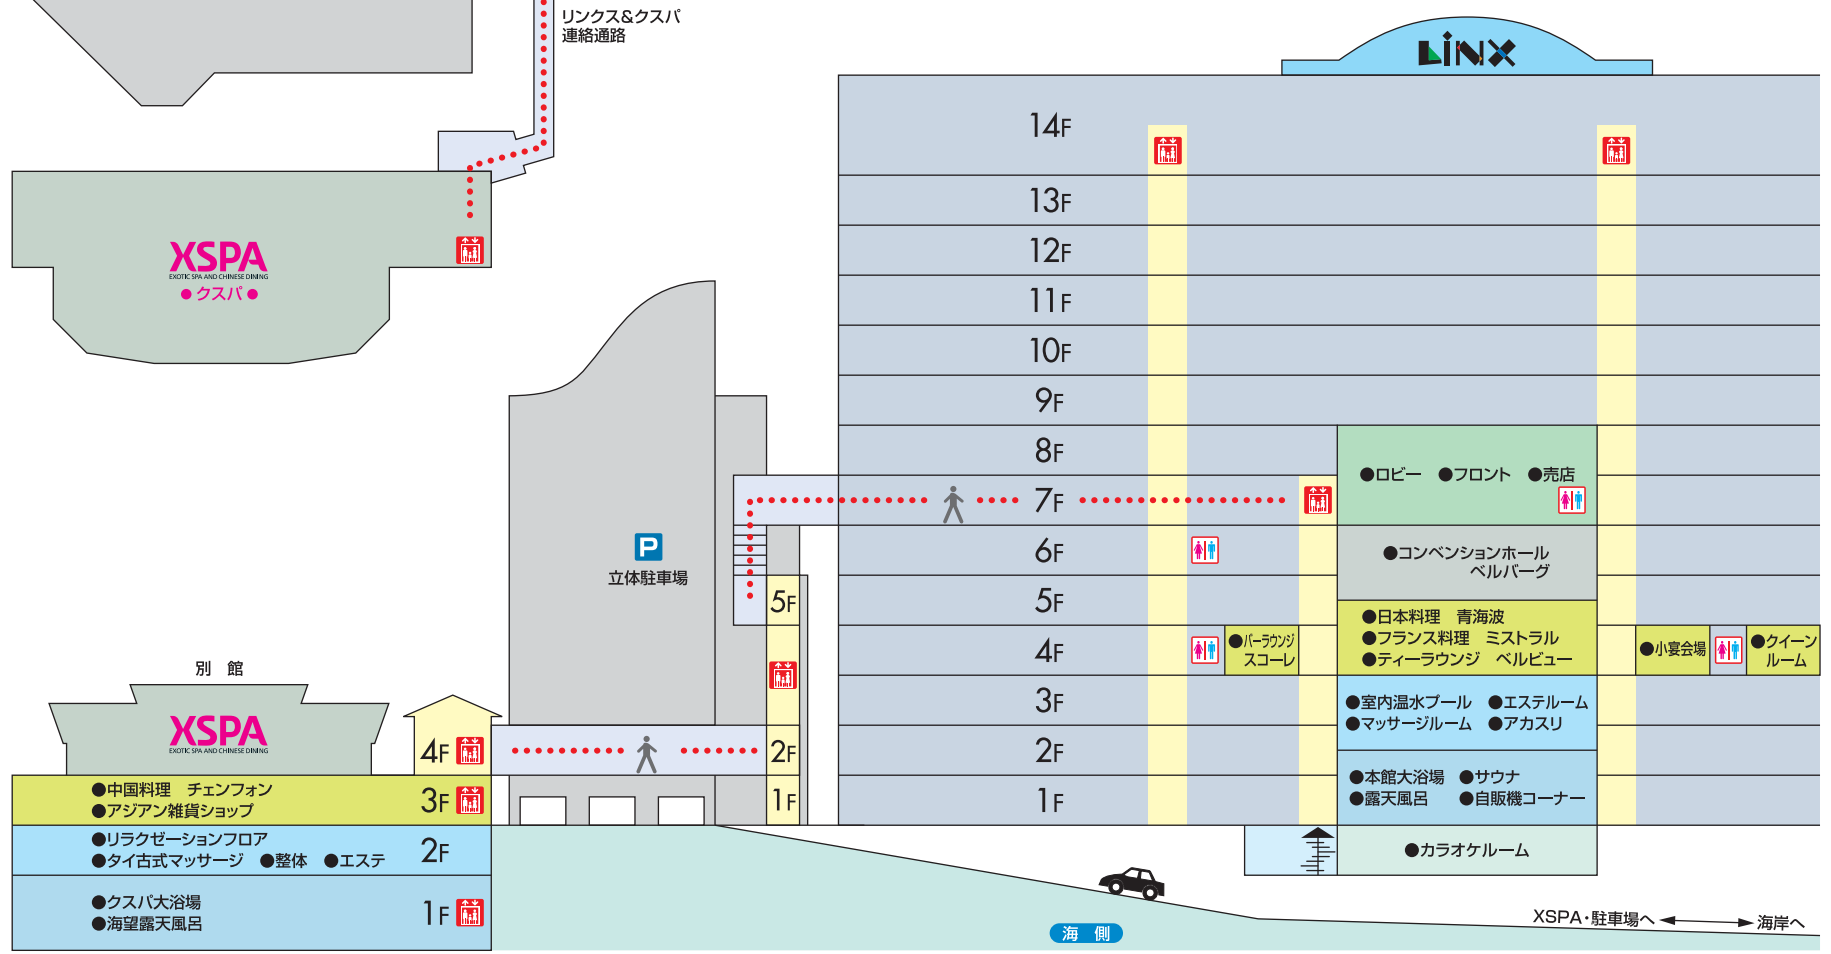 リンクス&クスパ
連絡通路
LiNX
XSPA
EXOTIC SPA AND CHINESE DINING
●クスパ●
14F
13F
12F
11F
10F
9F
8F
7F
6F
5F
4F
3F
2F
1F
●ロビー ●フロント ●売店
●コンベンションホール
ベルバーグ
●日本料理 青海波
●フランス料理 ミストラル
●ティーラウンジ ベルビュー
●バーラウンジ
スコーレ
●小宴会場
●クイーン
ルーム
●室内温水プール ●エステルーム
●マッサージルーム ●アカスリ
●本館大浴場 ●サウナ
●露天風呂 ●自販機コーナー
●カラオケルーム
P
立体駐車場
5F
2F
1F
別 館
XSPA
EXOTIC SPA AND CHINESE DINING
4F
●中国料理 チェンフォン
●アジアン雑貨ショップ
3F
●リラクゼーションフロア
●タイ古式マッサージ ●整体 ●エステ
2F
●クスパ大浴場
●海望露天風呂
1F
海 側
XSPA・駐車場へ
海岸へ